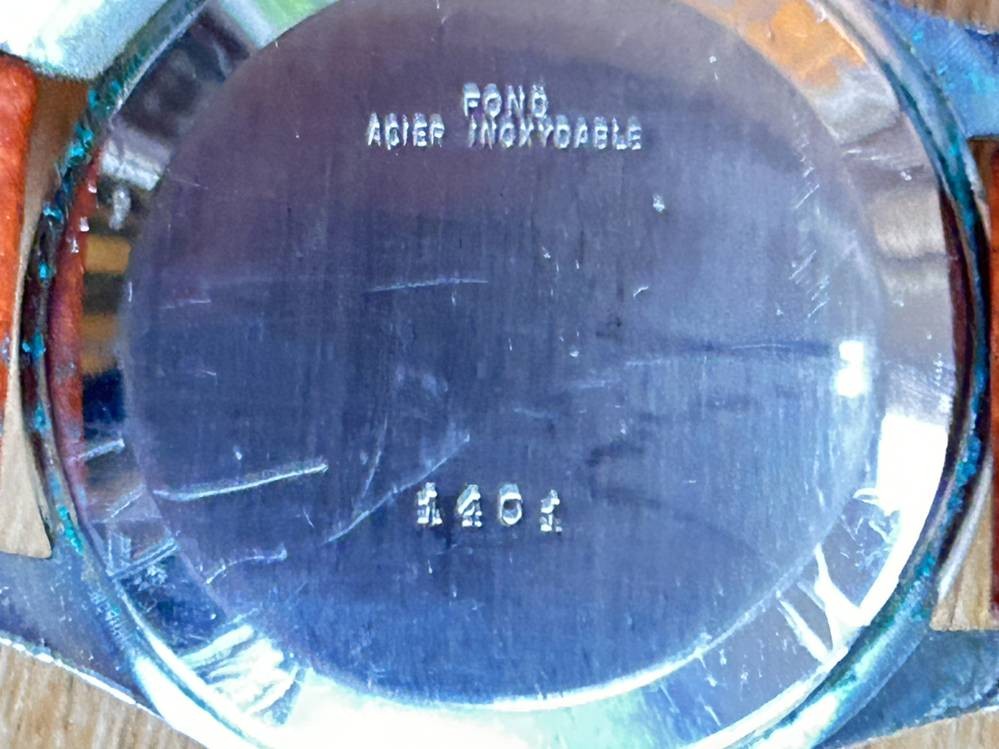 FOND
ACIER INOXYDABLE
1401